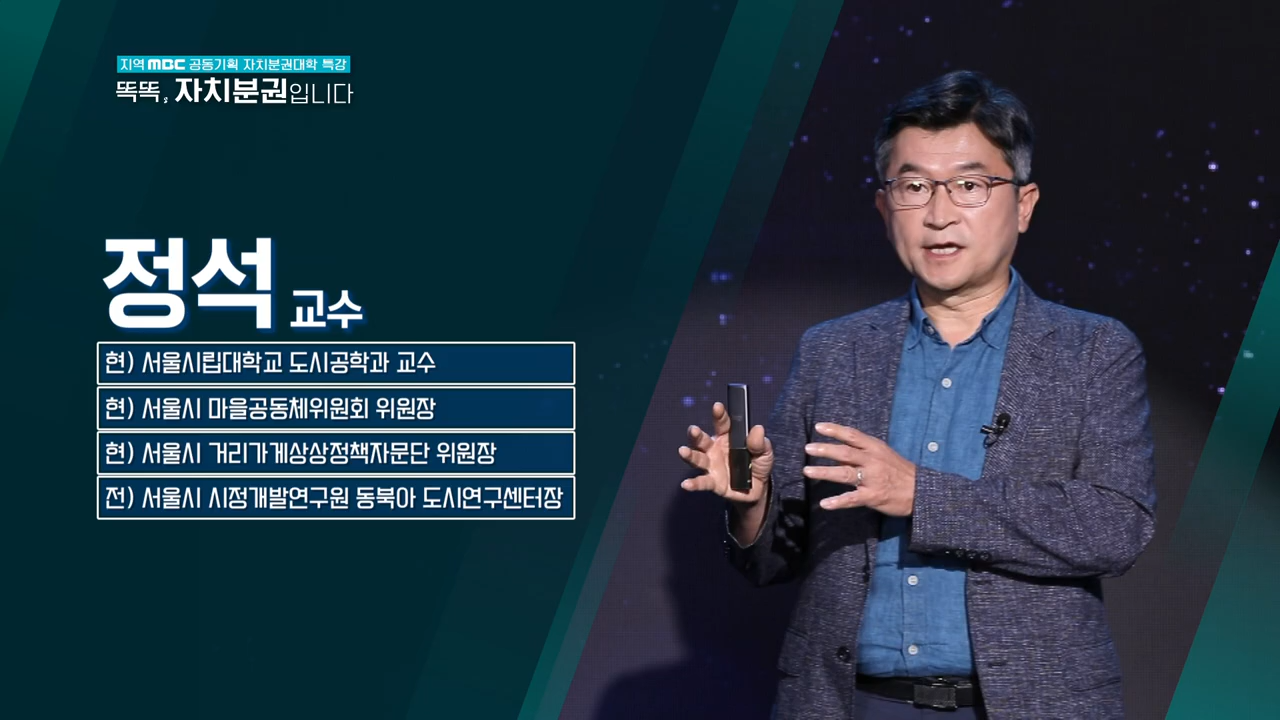 지역 MBC 공동기획 자치분권대학 특강
똑똑, 자치분권입니다
정석 교수
현) 서울시립대학교 도시공학과 교수
현) 서울시 마을공동체위원회 위원장
현) 서울시 거리가게상상정책자문단 위원장
전) 서울시 시정개발연구원 동북아 도시연구센터장